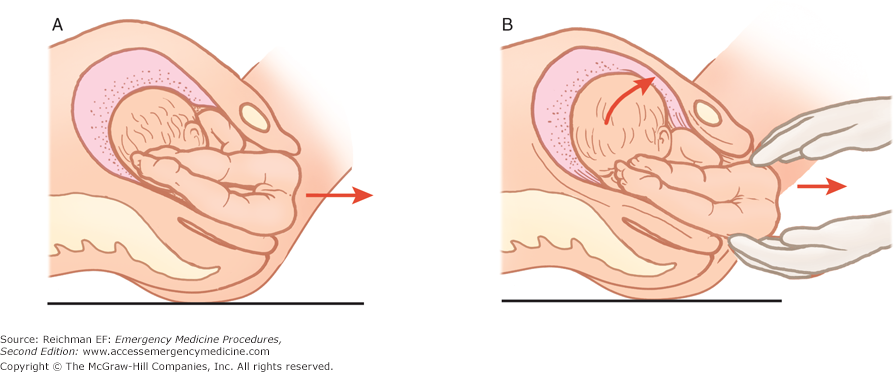 A
B
Source: Reichman EF: Emergency Medicine Procedures,
Second Edition: www.accessemergencymedicine.com
Copyright © The McGraw-Hill Companies, Inc. All rights reserved.